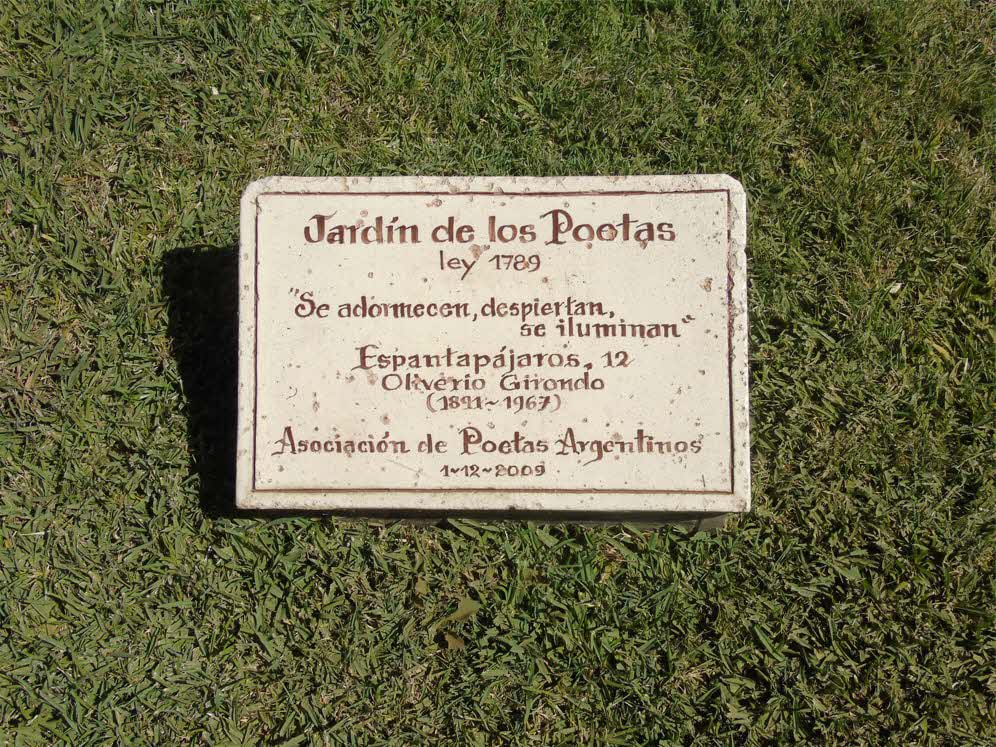 Jardín de los Poetas
ley 1789
"Se adormecen, despiertan,
se iluminan"
Espantapájaros, 12
Oliverio Girondo
(1891~1967)
Asociación de Poetas Argentinos
1~12~2009